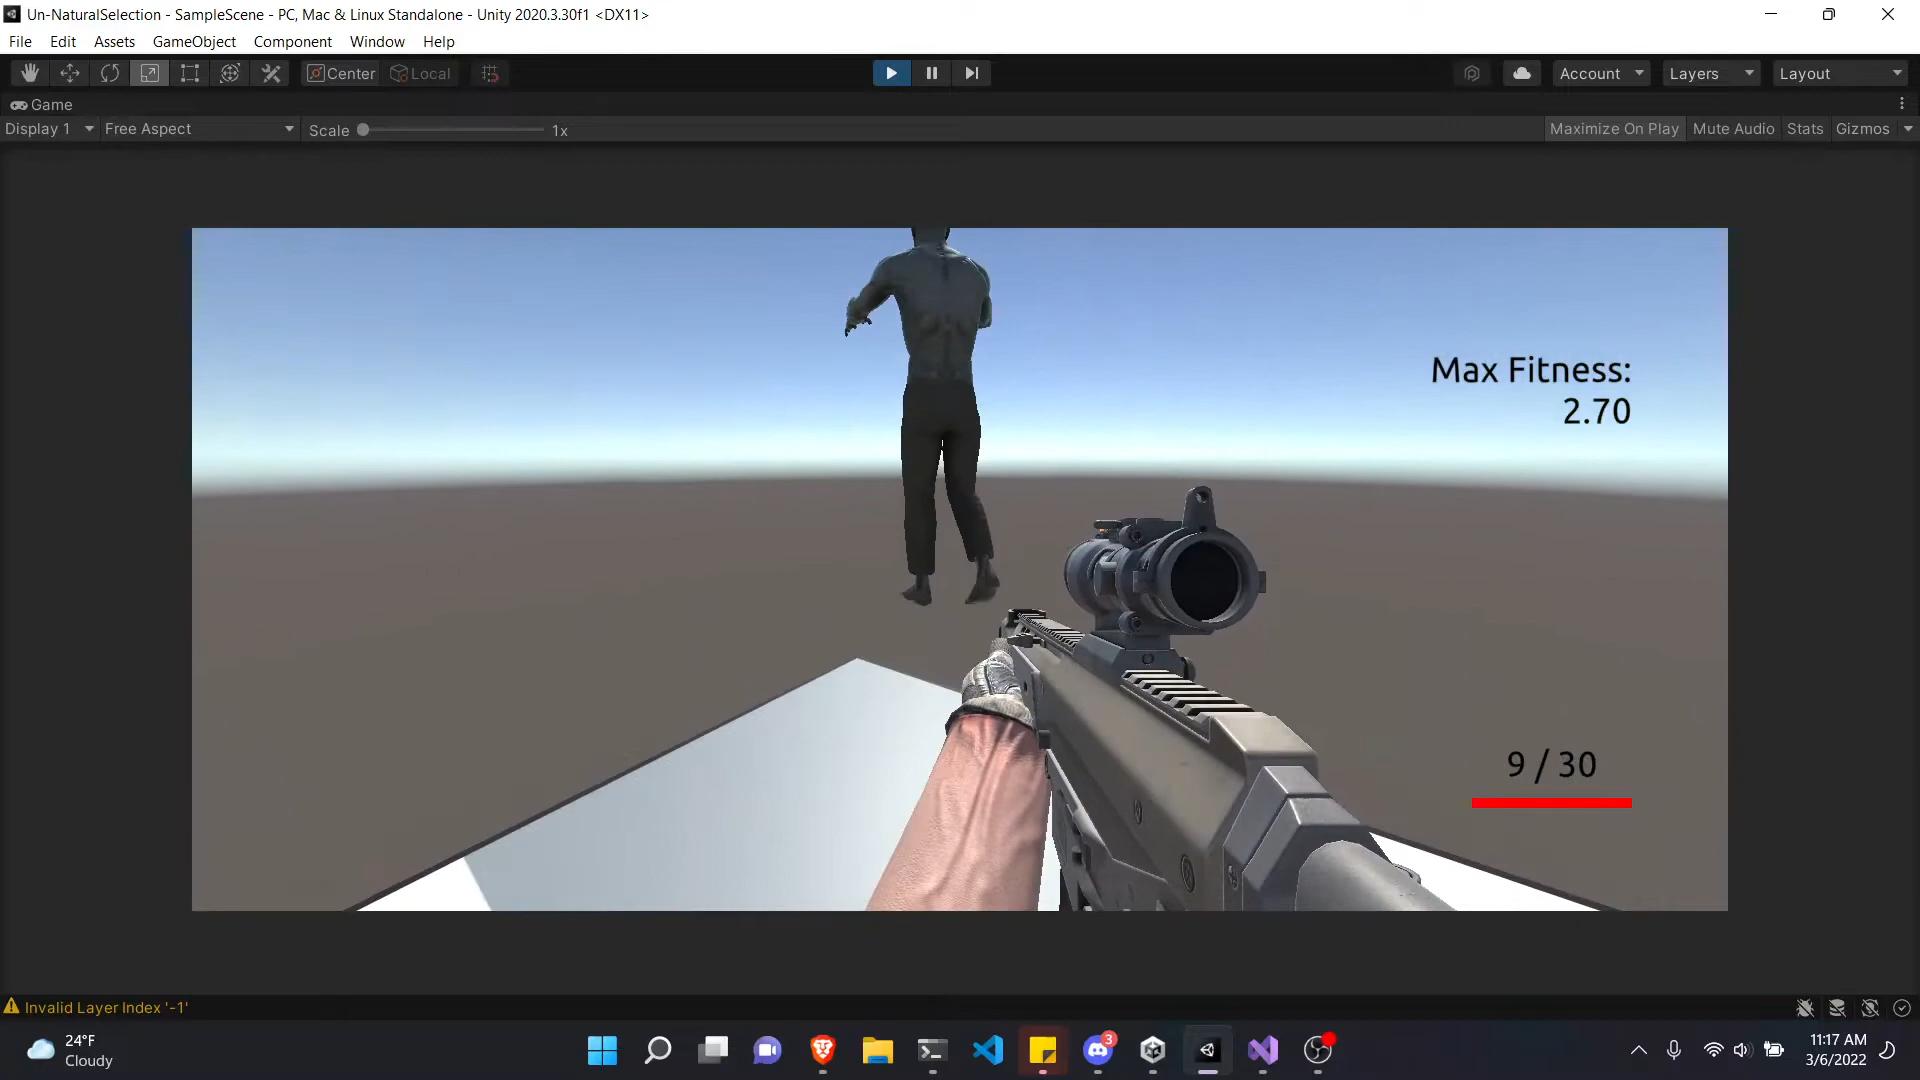 Un-NaturalSelection - SampleScene - PC, Mac & Linux Standalone - Unity 2020.3.30f1 <DX11>
File Edit Assets GameObject Component Window Help
Center Local Account Layers Layout
Game
Display 1 Free Aspect Scale 1x Maximize On Play Mute Audio Stats Gizmos
Max Fitness:
2.70
9 / 30
Invalid Layer Index '-1'
24°F
Cloudy
3
11:17 AM
3/6/2022